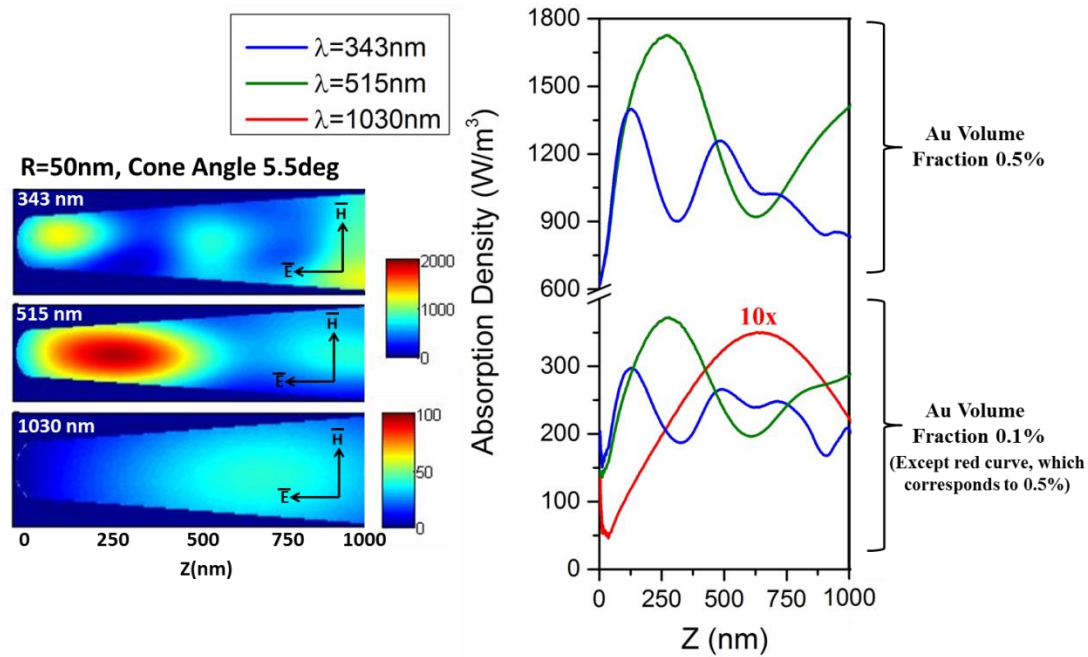 λ=343nm
λ=515nm
λ=1030nm
R=50nm, Cone Angle 5.5deg
343 nm
H
E
515 nm
H
E
1030 nm
H
E
2000
1000
0
100
50
0
0 250 500 750 1000
Z(nm)
Absorption Density (W/m³)
1800
1500
1200
900
600
300
200
100
0
10x
0 250 500 750 1000
Z (nm)
Au Volume
Fraction 0.5%
Au Volume
Fraction 0.1%
(Except red curve, which
corresponds to 0.5%)